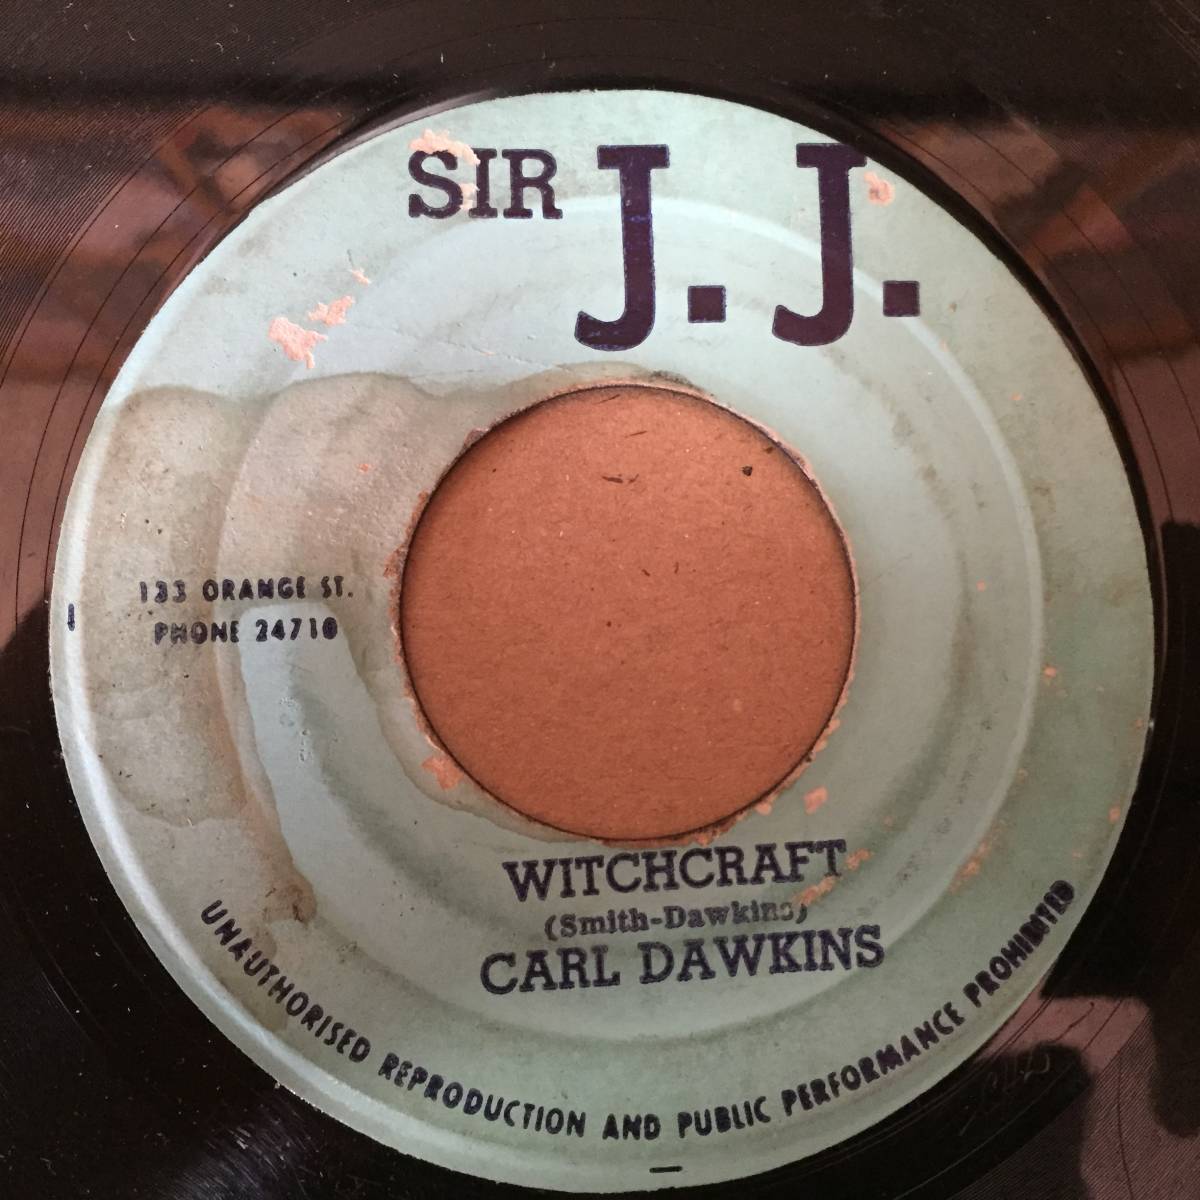 SIR J. J.
133 ORANGE ST.
PHONE 24710
WITCHCRAFT
(Smith-Dawkins)
CARL DAWKINS
UNAUTHORISED REPRODUCTION AND PUBLIC PERFORMANCE PROHIBITED